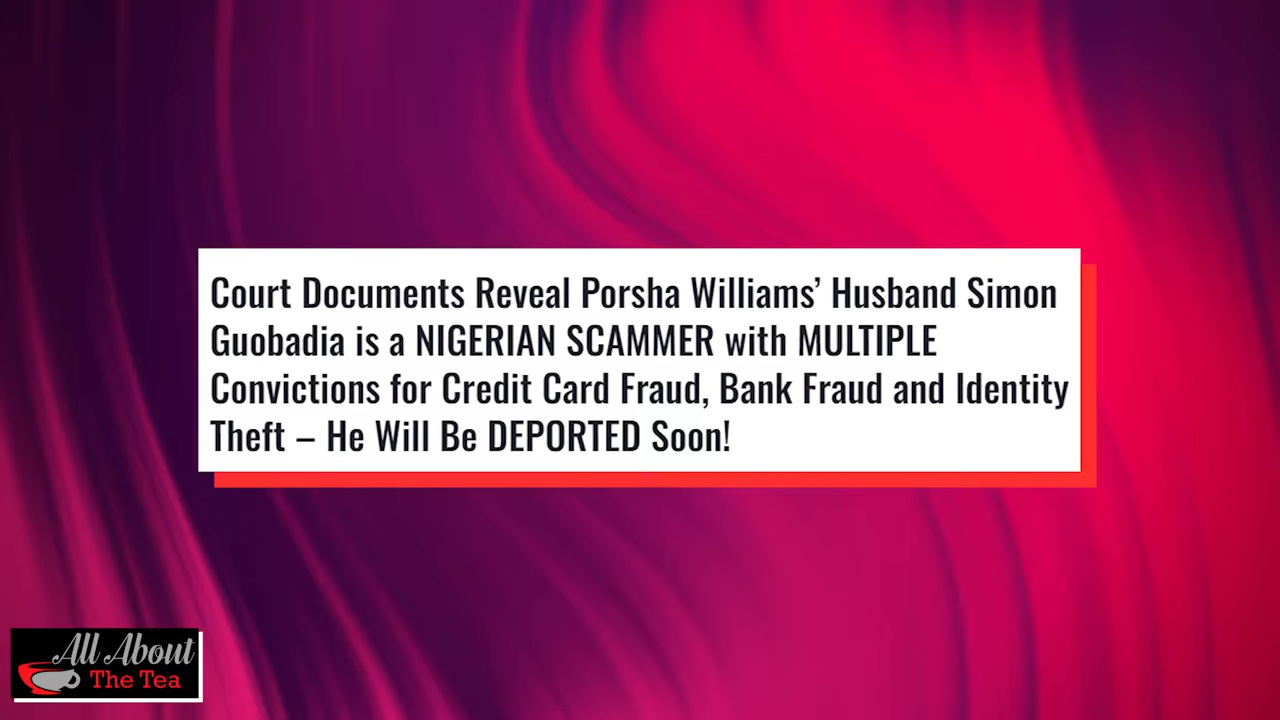 Court Documents Reveal Porsha Williams’ Husband Simon
Guobadia is a NIGERIAN SCAMMER with MULTIPLE
Convictions for Credit Card Fraud, Bank Fraud and Identity
Theft – He Will Be DEPORTED Soon!
All About
The Tea